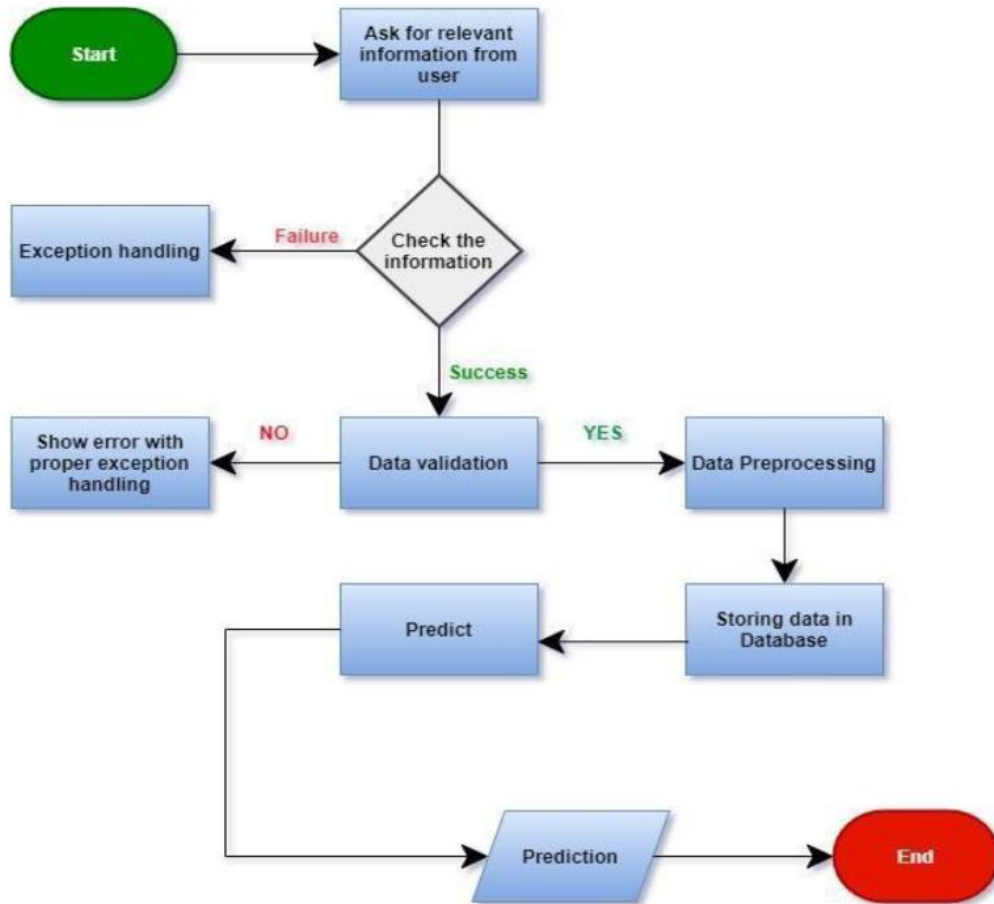 Start
Ask for relevant
information from
user
Failure
Exception handling
Check the
information
Success
Show error with
proper exception
handling
NO
Data validation
YES
Data Preprocessing
Predict
Storing data in
Database
Prediction
End